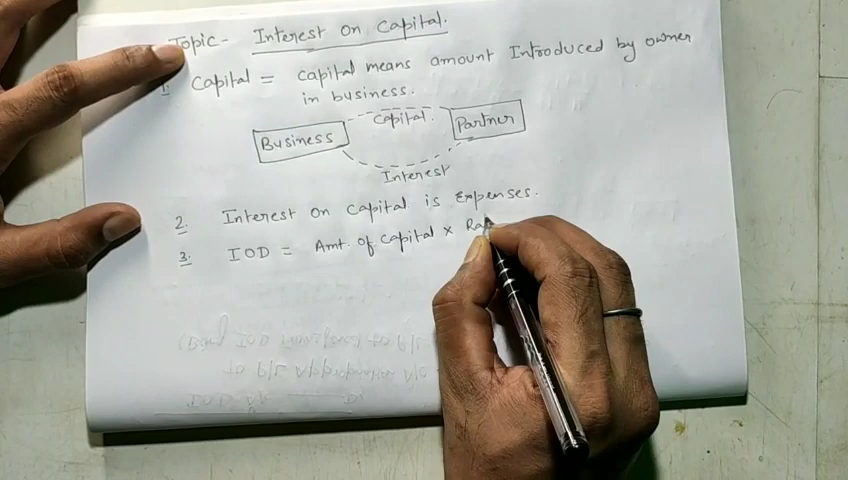 Topic- Interest on Capital.
1. Capital = capital means amount Introduced by owner
in business.
Capital.
Business
Partner
Interest
2. Interest on Capital is Expenses.
3. IOD = Amt. of Capital × Ra